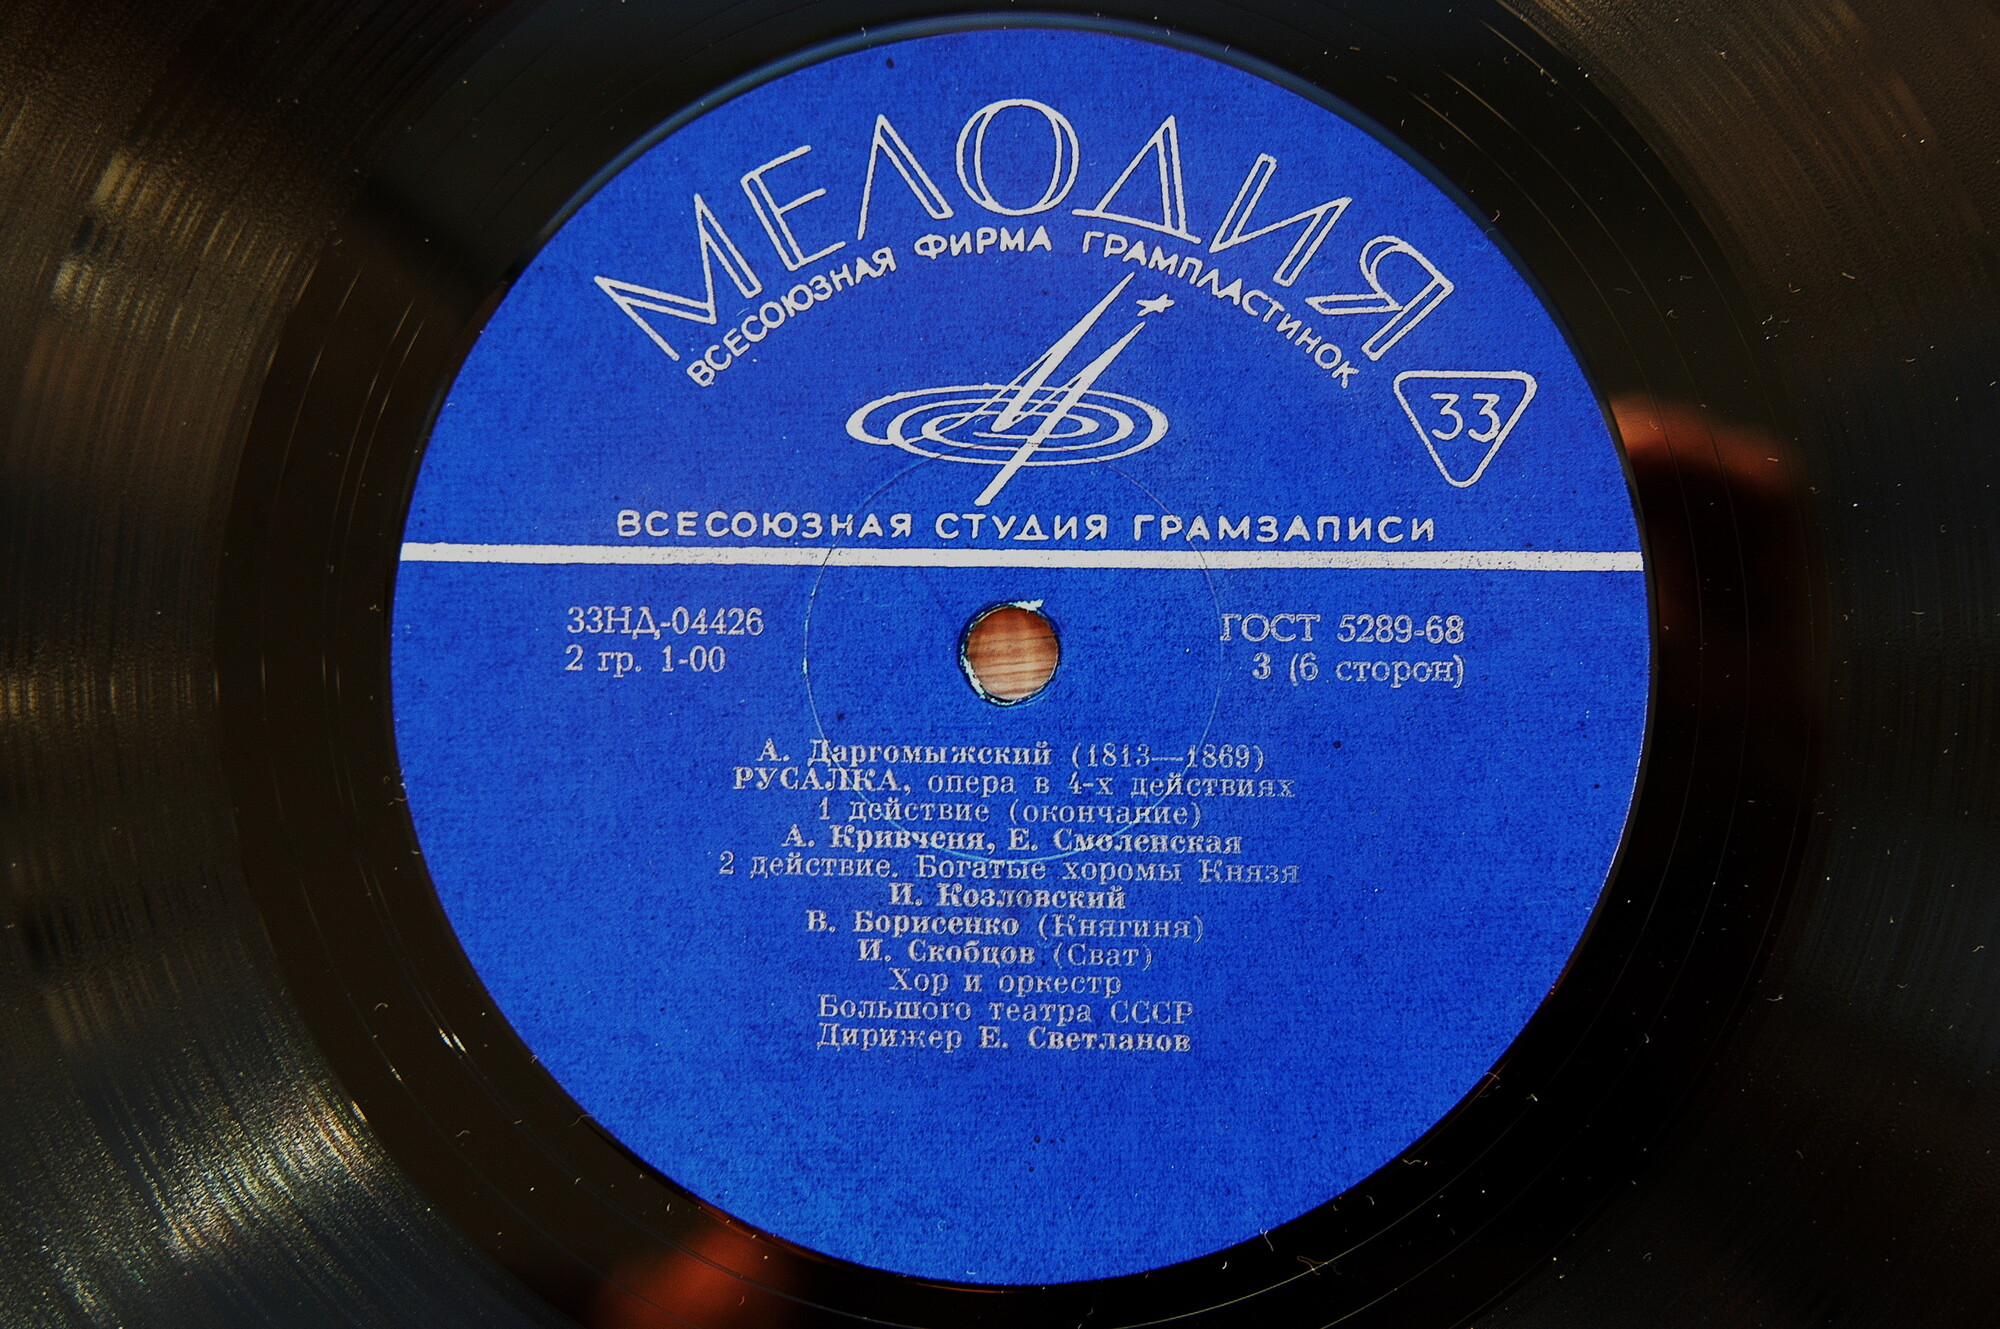 МЕЛОДИЯ
ВСЕСОЮЗНАЯ ФИРМА ГРАМПЛАСТИНОК
33
ВСЕСОЮЗНАЯ СТУДИЯ ГРАМЗАПИСИ
33НД-04426
2 гр. 1-00
ГОСТ 5289-68
3 (6 сторон)
А. Даргомыжский (1813—1869)
РУСАЛКА, опера в 4-х действиях
1 действие (окончание)
А. Кривченя, Е. Смоленская
2 действие. Богатые хоромы Князя
И. Козловский
В. Борисенко (Княгиня)
И. Скобцов (Сват)
Хор и оркестр
Большого театра СССР
Дирижер Е. Светланов